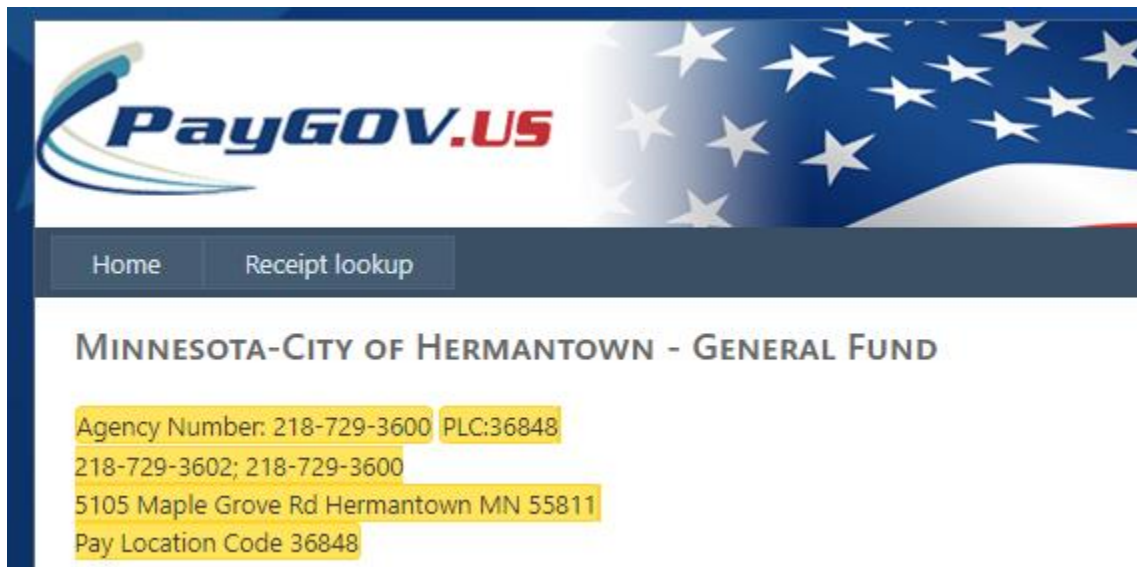 PayGOV.US
Home Receipt lookup
MINNESOTA-CITY OF HERMANTOWN - GENERAL FUND
Agency Number: 218-729-3600 PLC:36848
218-729-3602; 218-729-3600
5105 Maple Grove Rd Hermantown MN 55811
Pay Location Code 36848